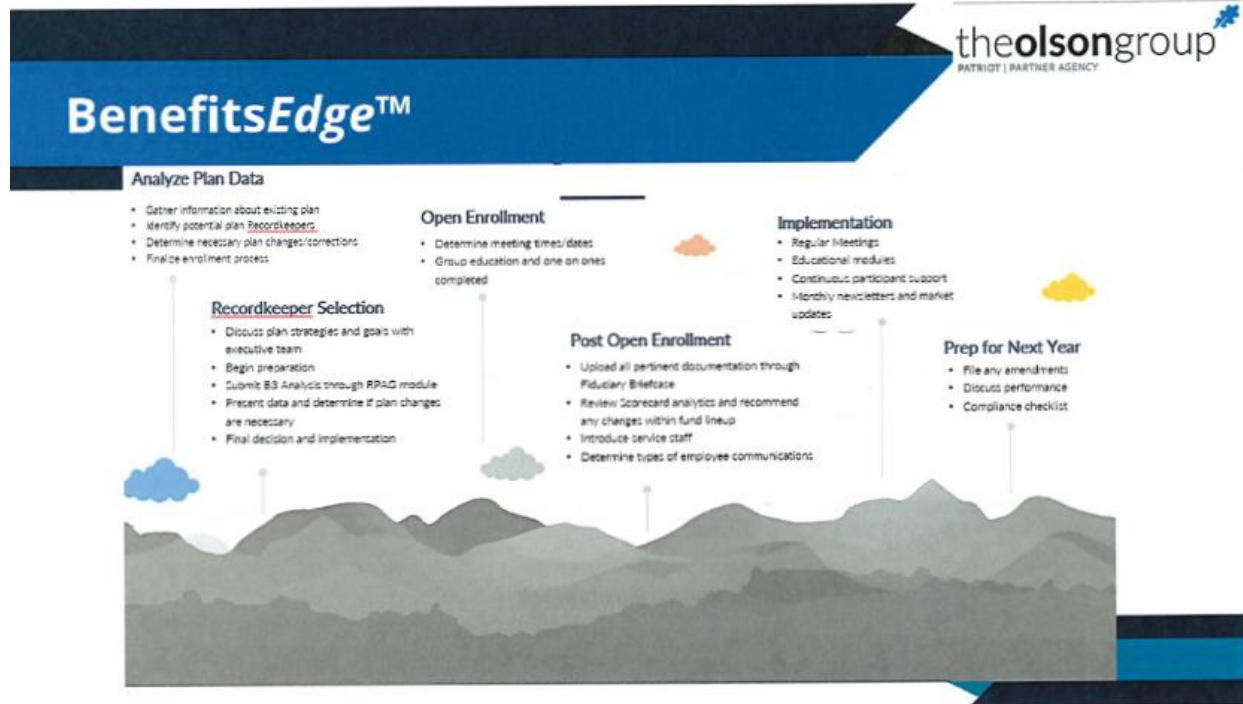 theolsongroup
PATRIOT | PARTNER AGENCY
BenefitsEdge™
Analyze Plan Data
• Gather information about existing plan
• Identify potential plan Recordkeepers
• Determine necessary plan changes/corrections
• Finalize enrollment process
Recordkeeper Selection
• Discuss plan strategies and goals with
executive team
• Begin preparation
• Submit B3 Analysis through RPAG module
• Present data and determine if plan changes
are necessary
• Final decision and implementation
Open Enrollment
• Determine meeting times/dates
• Group education and one on ones
completed
Post Open Enrollment
• Upload all pertinent documentation through
Fiduciary Briefcase
• Review Scorecard analytics and recommend
any changes within fund lineup
• Introduce service staff
• Determine types of employee communications
Implementation
• Regular Meetings
• Educational modules
• Continuous participant support
• Monthly newsletters and market
updates
Prep for Next Year
• File any amendments
• Discuss performance
• Compliance checklist